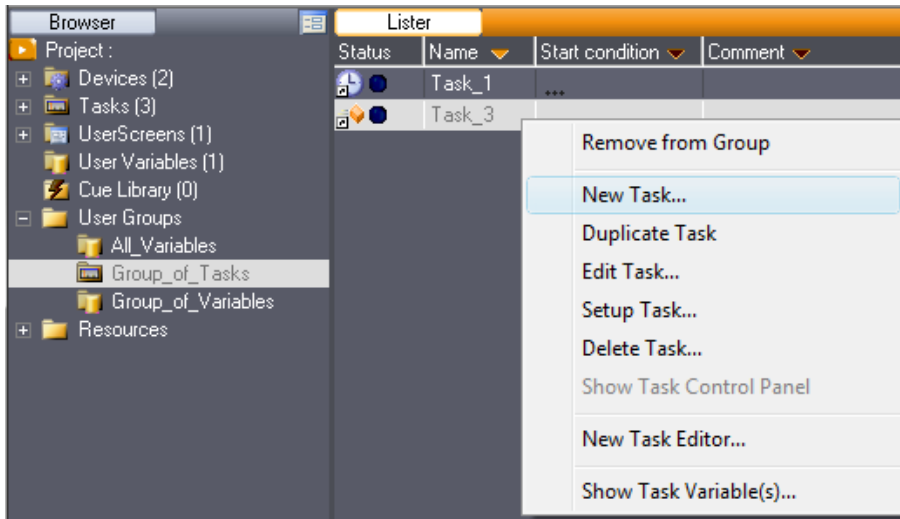 Browser
Project :
Devices (2)
Tasks (3)
UserScreens (1)
User Variables (1)
Cue Library (0)
User Groups
All_Variables
Group_of_Tasks
Group_of_Variables
Resources
Lister
Status Name Start condition Comment
Task_1 ...
Task_3
Remove from Group
New Task...
Duplicate Task
Edit Task...
Setup Task...
Delete Task...
Show Task Control Panel
New Task Editor...
Show Task Variable(s)...